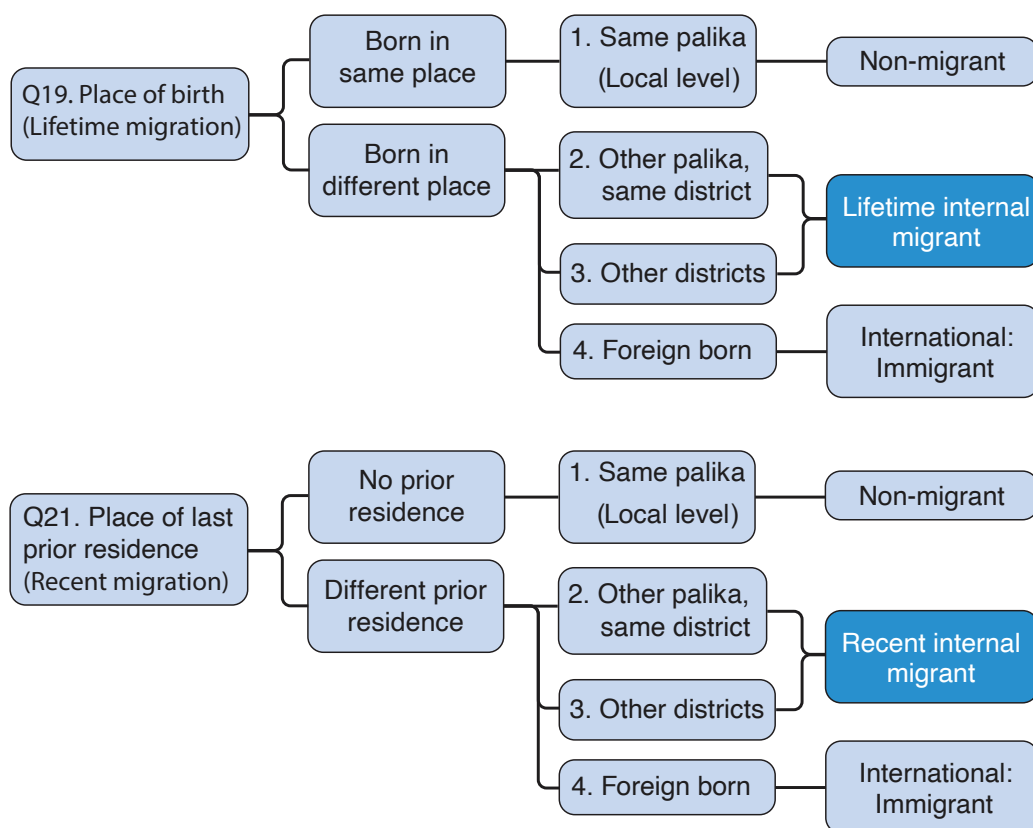 Q19. Place of birth
(Lifetime migration)
Born in
same place
1. Same palika
(Local level)
Non-migrant
Born in
different place
2. Other palika,
same district
3. Other districts
Lifetime internal
migrant
4. Foreign born
International:
Immigrant
Q21. Place of last
prior residence
(Recent migration)
No prior
residence
1. Same palika
(Local level)
Non-migrant
Different prior
residence
2. Other palika,
same district
3. Other districts
Recent internal
migrant
4. Foreign born
International:
Immigrant